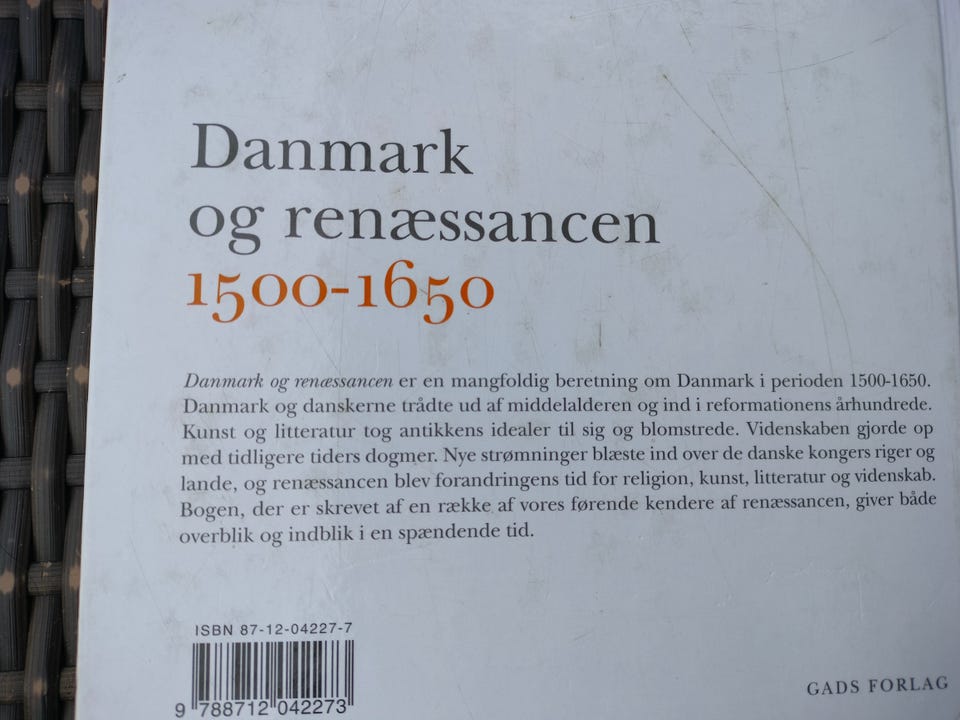 Danmark
og renæssancen
1500-1650
Danmark og renæssancen er en mangfoldig beretning om Danmark i perioden 1500-1650.
Danmark og danskerne trådte ud af middelalderen og ind i reformationens århundrede.
Kunst og litteratur tog antikkens idealer til sig og blomstrede. Videnskaben gjorde op
med tidligere tiders dogmer. Nye strømninger blæste ind over de danske kongers riger og
lande, og renæssancen blev forandringens tid for religion, kunst, litteratur og videnskab.
Bogen, der er skrevet af en række af vores førende kendere af renæssancen, giver både
overblik og indblik i en spændende tid.
ISBN 87-12-04227-7
9 788712 042273
GADS FORLAG